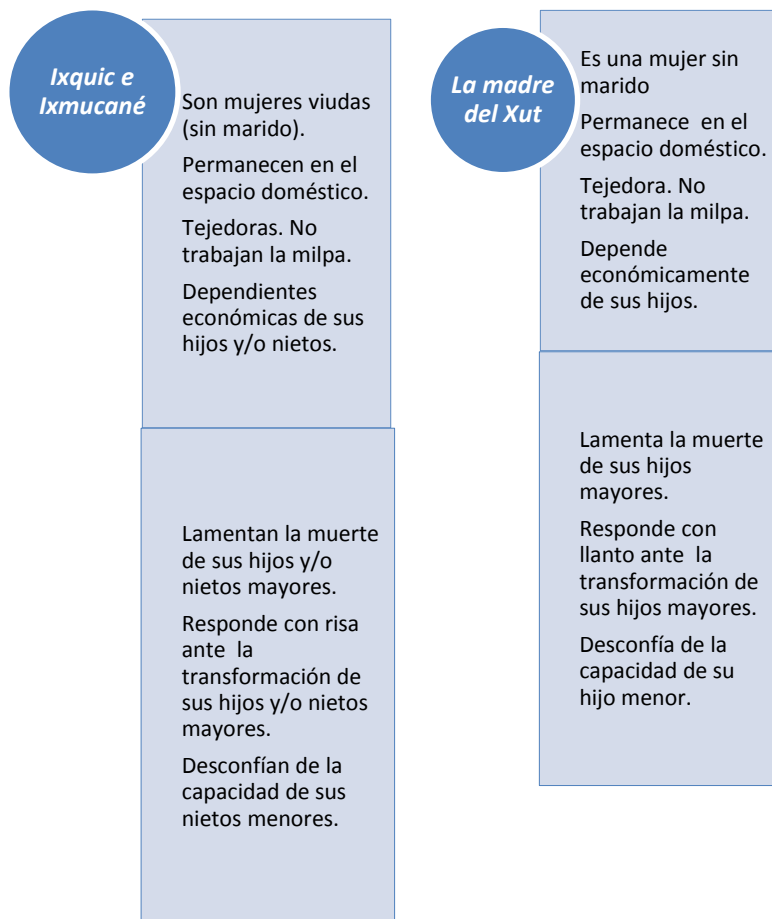 Ixquic e
Ixmucané
Son mujeres viudas
(sin marido).
Permanecen en el
espacio doméstico.
Tejedoras. No
trabajan la milpa.
Dependientes
económicas de sus
hijos y/o nietos.
Lamentan la muerte
de sus hijos y/o
nietos mayores.
Responde con risa
ante la
transformación de
sus hijos y/o nietos
mayores.
Desconfían de la
capacidad de sus
nietos menores.
La madre
del Xut
Es una mujer sin
marido
Permanece en el
espacio doméstico.
Tejedora. No
trabajan la milpa.
Depende
económicamente
de sus hijos.
Lamenta la muerte
de sus hijos
mayores.
Responde con
llanto ante la
transformación de
sus hijos mayores.
Desconfía de la
capacidad de su
hijo menor.